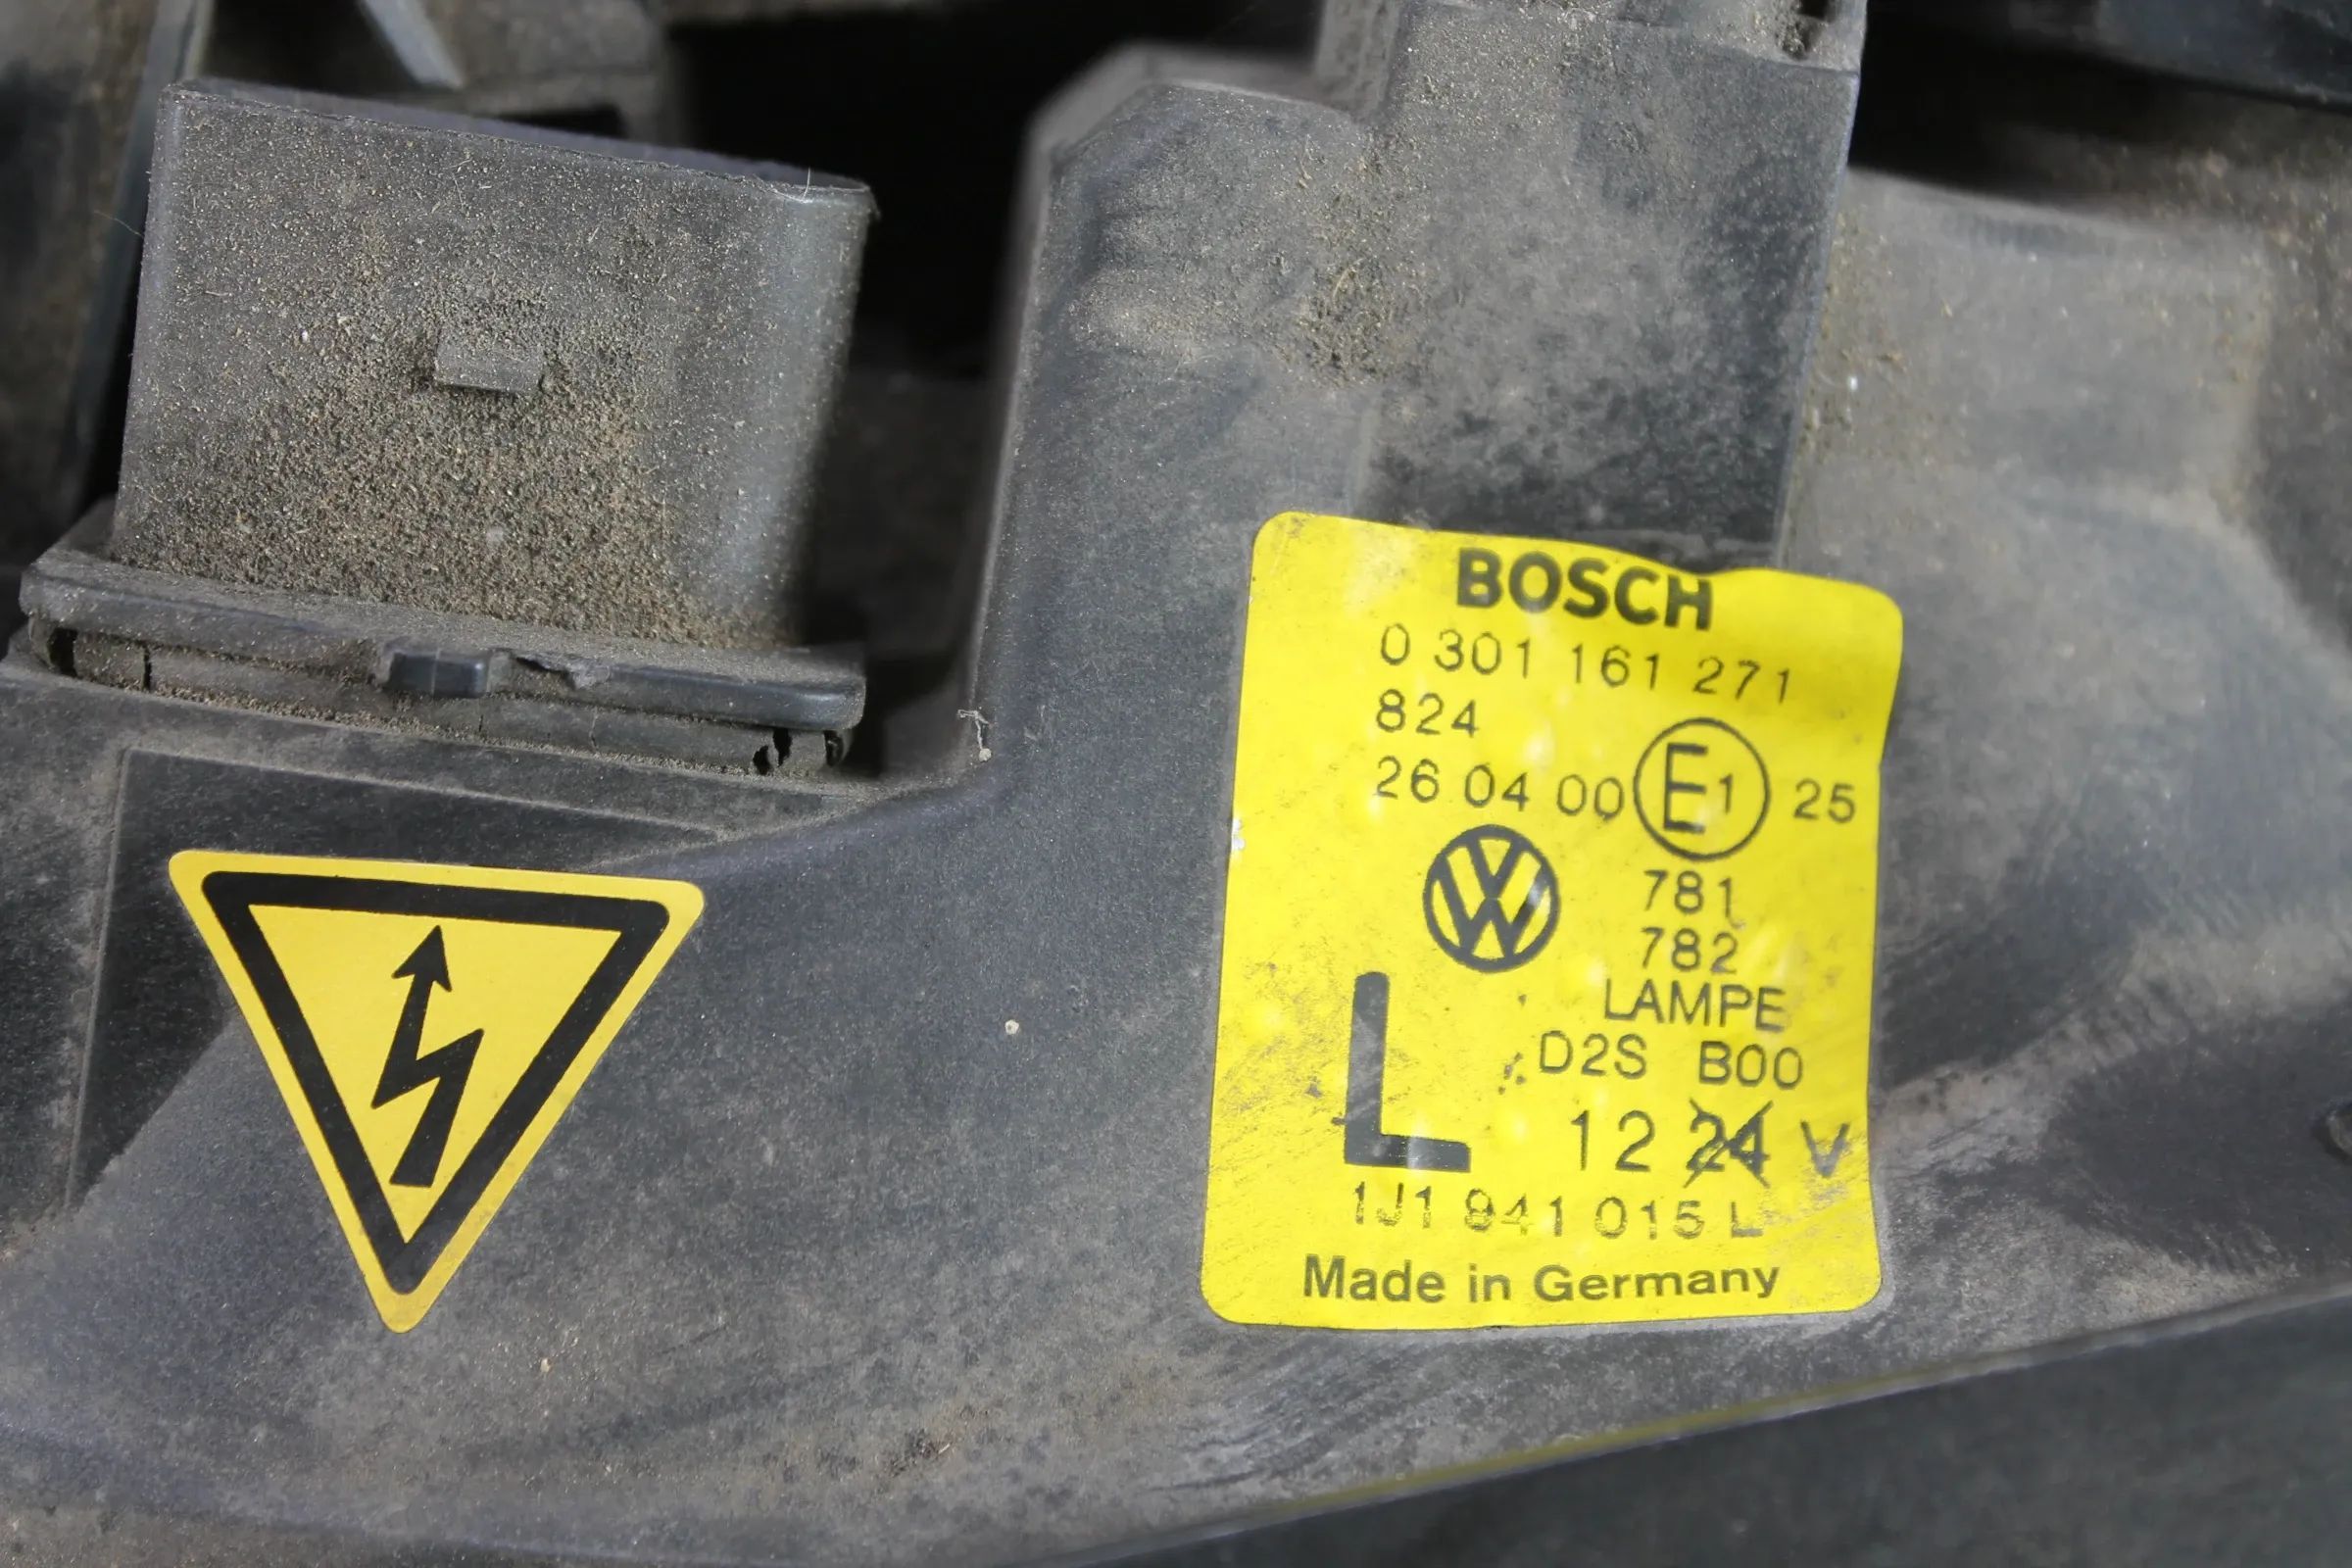 BOSCH
0 301 161 271
824
26 04 00 E1 25
VW
781
782
LAMPE
D2S B00
L
12 24 V
1J1 941 015 L
Made in Germany